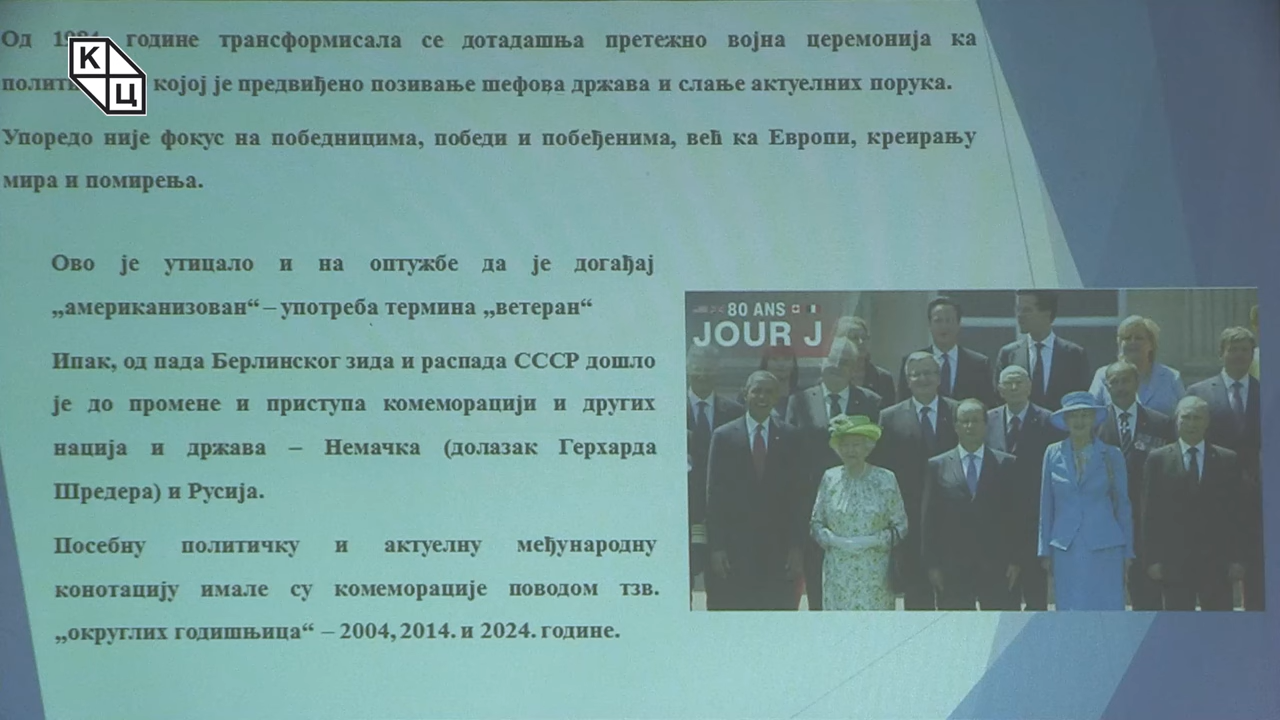 Од године трансформисала се дотадашња претежно војна церемонија ка
којој је предвиђено позивање шефова држава и слање актуелних порука.
К
Ц
Упоредо није фокус на победницима, победи и побеђенима, већ ка Европи, креирању
мира и помирења.
Ово је утицало и на оптужбе да је догађај
„американизован“ – употреба термина „ветеран“
Ипак, од пада Берлинског зида и распада СССР дошло
је до промене и приступа комеморацији и других
нација и држава – Немачка (долазак Герхарда
Шредера) и Русија.
Посебну политичку и актуелну међународну
конотацију имале су комеморације поводом тзв.
„округлих годишњица“ – 2004, 2014. и 2024. године.
80 ANS
JOUR J